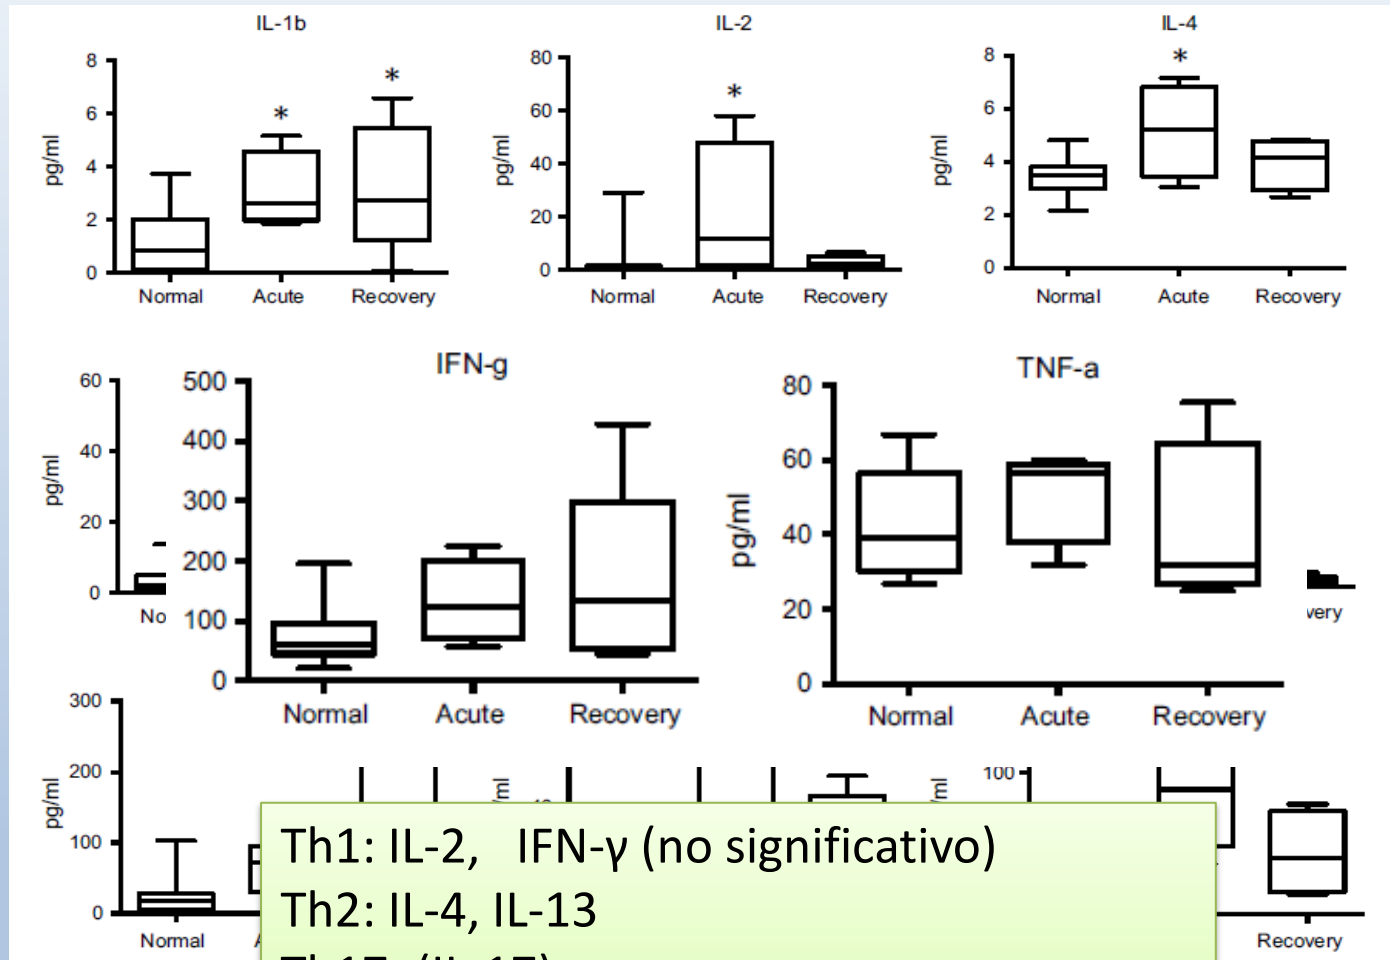 IL-1b
8
6
4
2
0
pg/ml
*
*
Normal Acute Recovery
IL-2
80
60
40
20
0
pg/ml
*
Normal Acute Recovery
IL-4
8
6
4
2
0
pg/ml
*
Normal Acute Recovery
60
40
20
0
pg/ml
No
IFN-g
500
400
300
200
100
0
Normal Acute Recovery
TNF-a
80
60
40
20
0
pg/ml
Normal Acute Recovery
very
300
200
100
0
pg/ml
Normal
100
Recovery
Th1: IL-2, IFN-γ (no significativo)
Th2: IL-4, IL-13